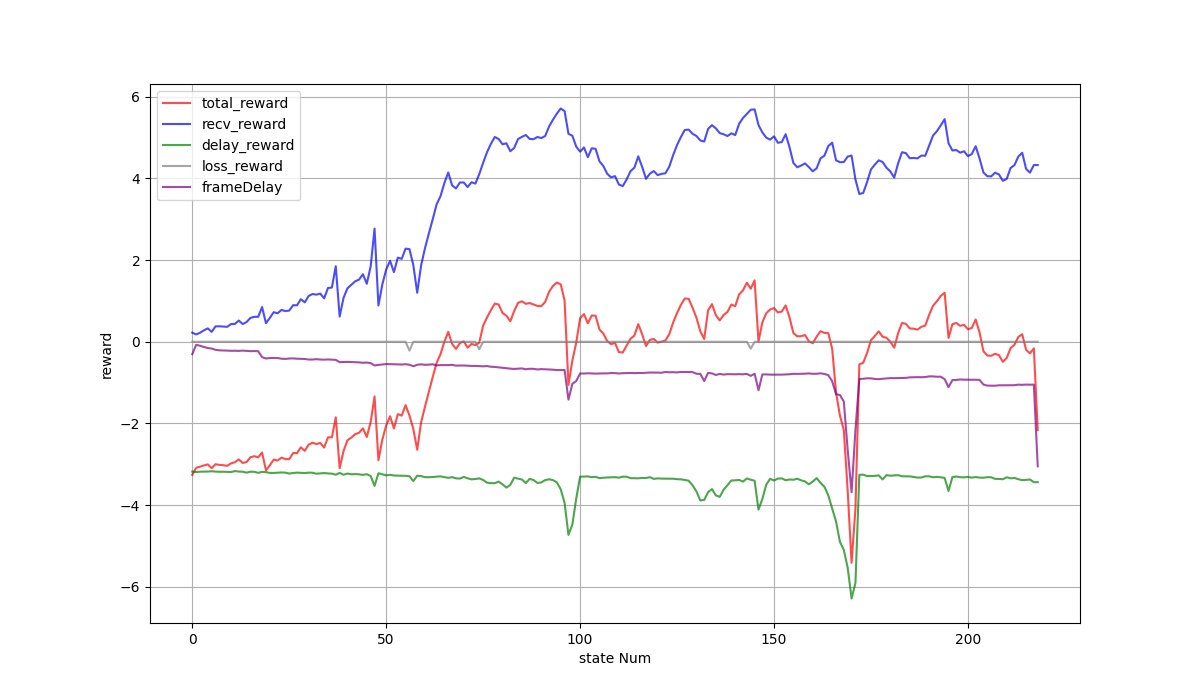 total_reward
recv_reward
delay_reward
loss_reward
frameDelay
reward
6
4
2
0
−2
−4
−6
0 50 100 150 200
state Num